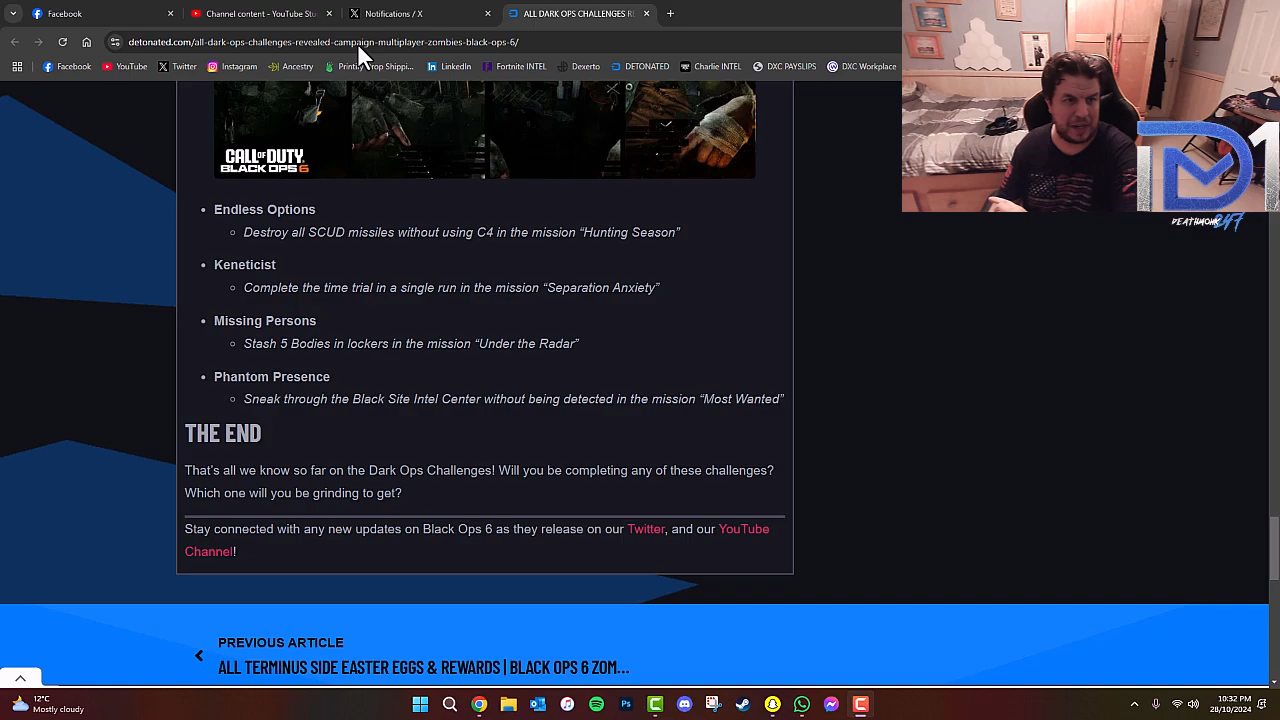 Facebook
Channel content - YouTube Stu
Notifications / X
ALL DARK OPS CHALLENGES RE
detonated.com/all-dark-ops-challenges-revealed-campaign-multiplayer-zombies-black-ops-6/
Facebook
YouTube
Twitter
Instagram
Ancestry
Printify Pop Shippi...
LinkedIn
Fortnite INTEL
Dexerto
DETONATED
Charlie INTEL
DXC PAYSLIPS
DXC Workplace
CALL OF DUTY
BLACK OPS 6
DEATHMONK
247
Endless Options
Destroy all SCUD missiles without using C4 in the mission “Hunting Season”
Keneticist
Complete the time trial in a single run in the mission “Separation Anxiety”
Missing Persons
Stash 5 Bodies in lockers in the mission “Under the Radar”
Phantom Presence
Sneak through the Black Site Intel Center without being detected in the mission “Most Wanted”
THE END
That’s all we know so far on the Dark Ops Challenges! Will you be completing any of these challenges?
Which one will you be grinding to get?
Stay connected with any new updates on Black Ops 6 as they release on our Twitter, and our YouTube
Channel!
PREVIOUS ARTICLE
ALL TERMINUS SIDE EASTER EGGS & REWARDS | BLACK OPS 6 ZOM...
12°C
Mostly cloudy
10:32 PM
28/10/2024